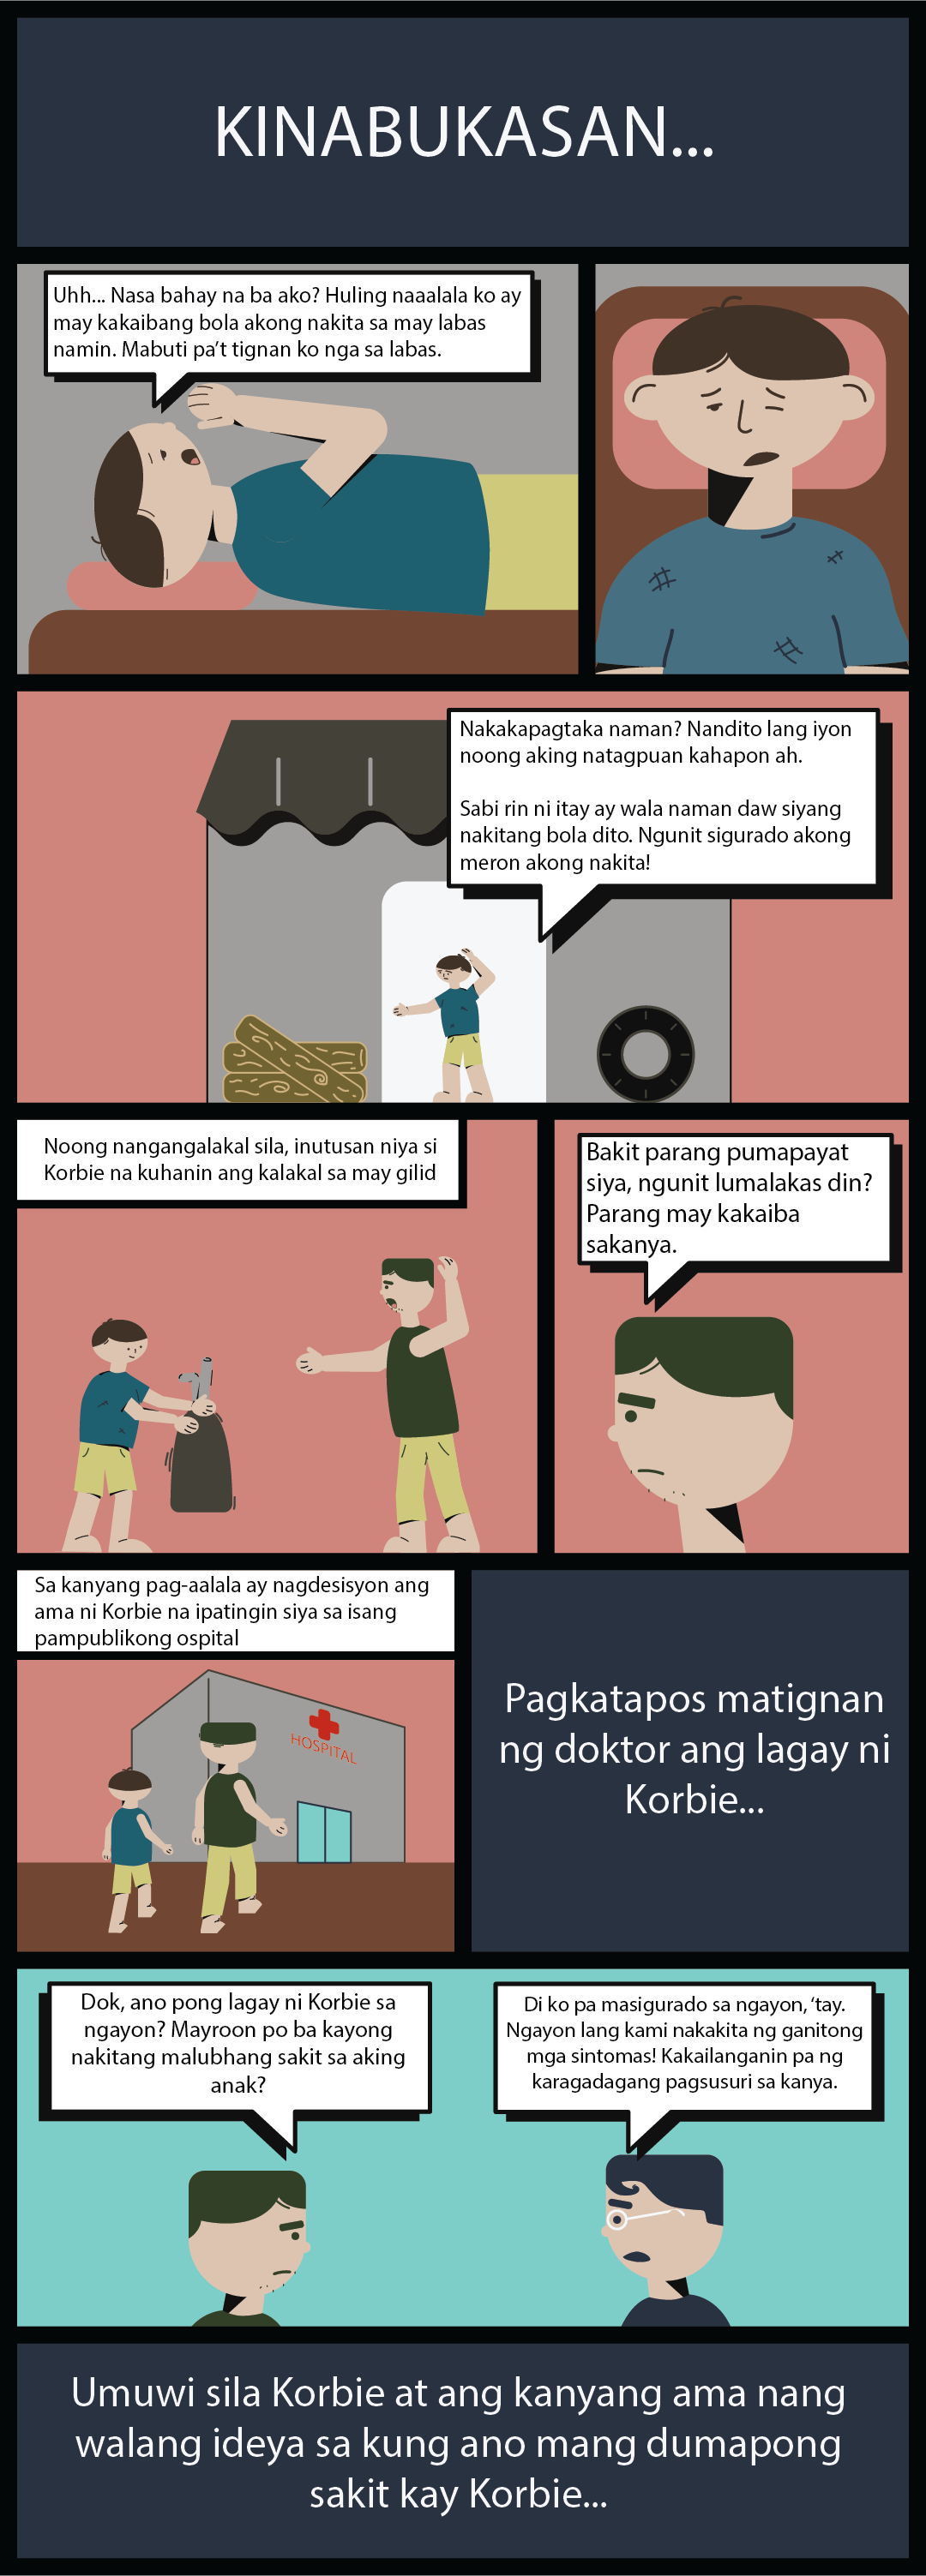 KINABUKASAN...
Uhh... Nasa bahay na ba ako? Huling naaalala ko ay
may kakaibang bola akong nakita sa may labas
namin. Mabuti pa't tignan ko nga sa labas.
Nakakapagtaka naman? Nandito lang iyon
noong aking natagpuan kahapon ah.
Sabi rin ni itay ay wala naman daw siyang
nakitang bola dito. Ngunit sigurado akong
meron akong nakita!
Noong nangangalakal sila, inutusan niya si
Korbie na kuhanin ang kalakal sa may gilid
Bakit parang pumapayat
siya, ngunit lumalakas din?
Parang may kakaiba
sakanya.
Sa kanyang pag-aalala ay nagdesisyon ang
ama ni Korbie na ipatingin siya sa isang
pampublikong ospital
HOSPITAL
Pagkatapos matignan
ng doktor ang lagay ni
Korbie...
Dok, ano pong lagay ni Korbie sa
ngayon? Mayroon po ba kayong
nakitang malubhang sakit sa aking
anak?
Di ko pa masigurado sa ngayon, 'tay.
Ngayon lang kami nakakita ng ganitong
mga sintomas! Kakailanganin pa ng
karagadagang pagsusuri sa kanya.
Umuwi sila Korbie at ang kanyang ama nang
walang ideya sa kung ano mang dumapong
sakit kay Korbie...